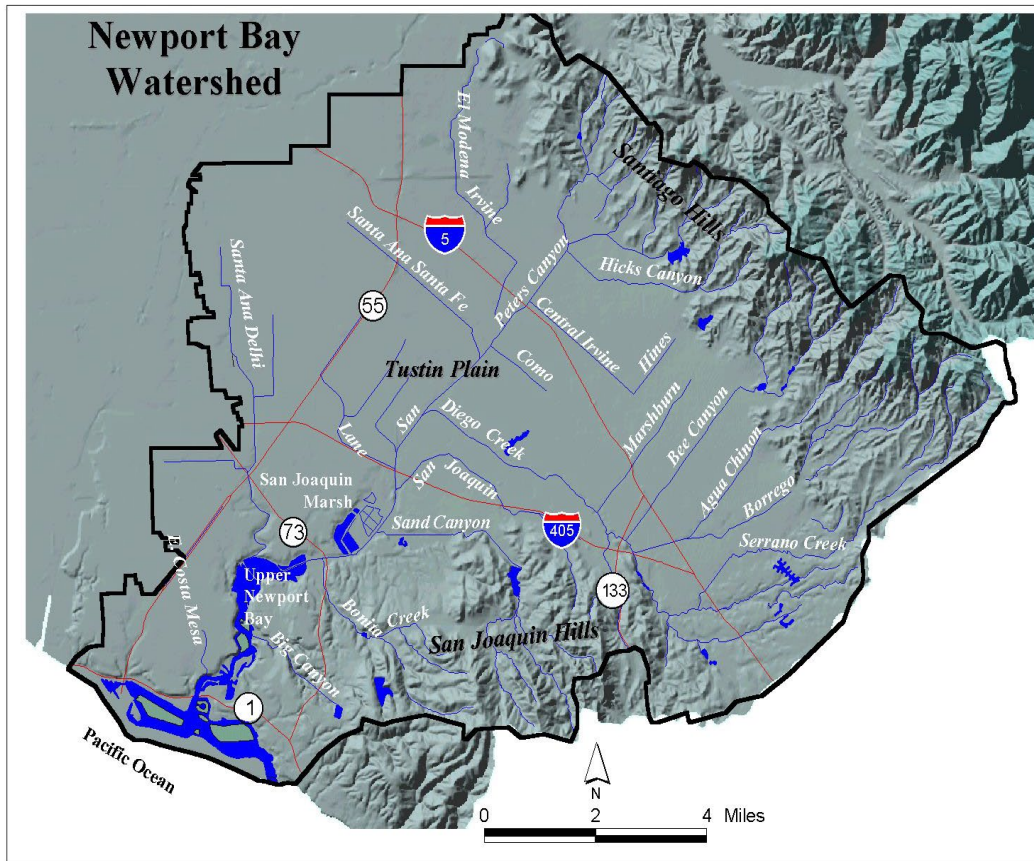 Newport Bay
Watershed
El Modena
Irvine
Santiago Hills
5
Santa Ana Santa Fe
Santa Ana Delhi
Peters Canyon
Hicks Canyon
55
Central Irvine
Hines
Como
Tustin Plain
Marshburn
Bee Canyon
Lane
San
Diego Creek
Agua Chinon
San Joaquin
Borrego
San Joaquin
Marsh
Sand Canyon
73
405
Serrano Creek
Costa Mesa
Upper
Newport
Bay
133
Bonita Creek
San Joaquin Hills
Big Canyon
1
Pacific Ocean
N
0 2 4 Miles